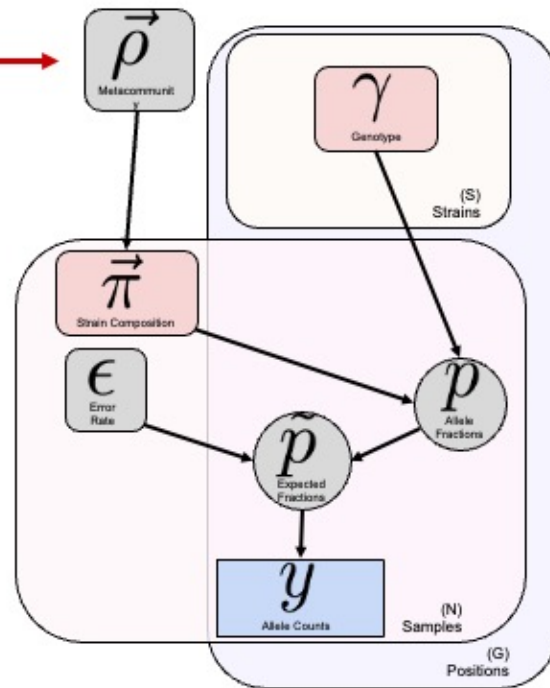 ρ⃗
Metacommunit
y
γ
Genotype
(S)
Strains
π⃗
Strain Composition
ϵ
Error
Rate
p
Allele
Fractions
p̃
Expected
Fractions
y
Allele Counts
(N)
Samples
(G)
Positions